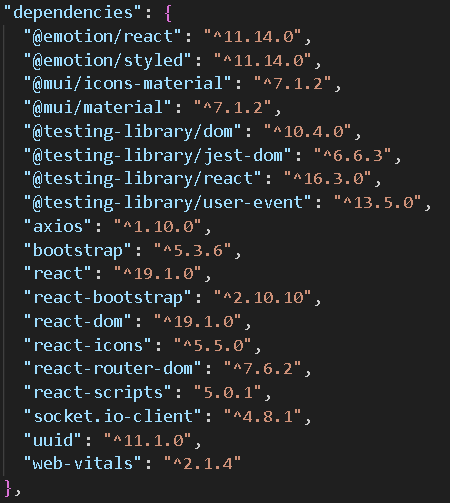 "dependencies": {
"@emotion/react": "^11.14.0",
"@emotion/styled": "^11.14.0",
"@mui/icons-material": "^7.1.2",
"@mui/material": "^7.1.2",
"@testing-library/dom": "^10.4.0",
"@testing-library/jest-dom": "^6.6.3",
"@testing-library/react": "^16.3.0",
"@testing-library/user-event": "^13.5.0",
"axios": "^1.10.0",
"bootstrap": "^5.3.6",
"react": "^19.1.0",
"react-bootstrap": "^2.10.10",
"react-dom": "^19.1.0",
"react-icons": "^5.5.0",
"react-router-dom": "^7.6.2",
"react-scripts": "5.0.1",
"socket.io-client": "^4.8.1",
"uuid": "^11.1.0",
"web-vitals": "^2.1.4"
},